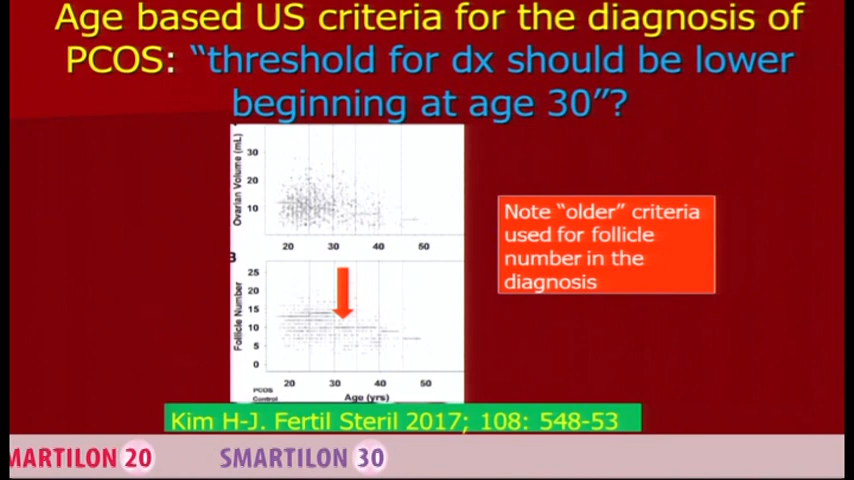 Age based US criteria for the diagnosis of
PCOS: “threshold for dx should be lower
beginning at age 30”?
Ovarian Volume (mL)
30
20
10
20 30 40 50
B
Note “older” criteria
used for follicle
number in the
diagnosis
Follicle Number
25
20
15
10
5
0
20 30 40 50
PCOS
Control
Age (yrs)
Kim H-J. Fertil Steril 2017; 108: 548-53
MARTILON 20 SMARTILON 30